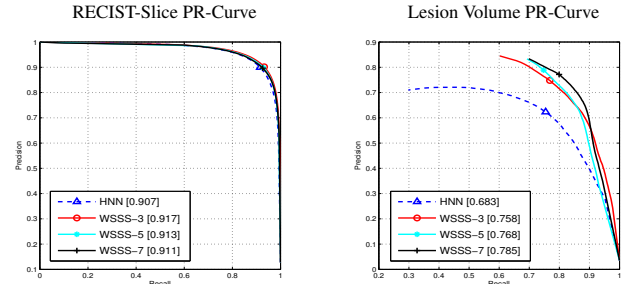 RECIST-Slice PR-Curve
1
0.9
0.8
0.7
0.6
0.5
0.4
0.3
0.2
0.1
Precision
HNN [0.907]
WSSS-3 [0.917]
WSSS-5 [0.913]
WSSS-7 [0.911]
0 0.2 0.4 0.6 0.8 1
Recall
Lesion Volume PR-Curve
1
0.9
0.8
0.7
0.6
0.5
0.4
0.3
0.2
0.1
Precision
HNN [0.683]
WSSS-3 [0.758]
WSSS-5 [0.768]
WSSS-7 [0.785]
0.2 0.3 0.4 0.5 0.6 0.7 0.8 0.9 1
Recall